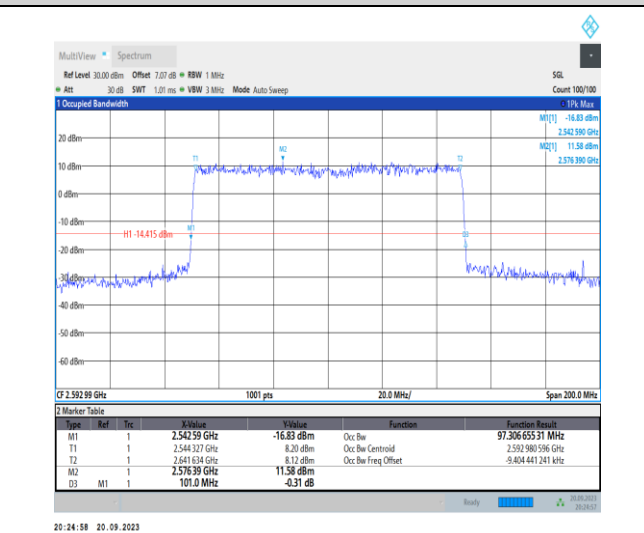 MultiView Spectrum
Ref Level 30.00 dBm Offset 7.07 dB RBW 1 MHz SGL
Att 30 dB SWT 1.01 ms VBW 3 MHz Mode Auto Sweep Count 100/100
1 Occupied Bandwidth 1Pk Max
M1[1] -16.83 dBm
2.542 590 GHz
M2[1] 11.58 dBm
2.576 390 GHz
20 dBm
M2
T1 T2
10 dBm
0 dBm
-10 dBm
M1
H1 -14.415 dBm
-20 dBm
-30 dBm
-40 dBm
-50 dBm
-60 dBm
CF 2.592 99 GHz 1001 pts 20.0 MHz/ Span 200.0 MHz
2 Marker Table
Type Ref Trc X-Value Y-Value Function Function Result
M1 1 2.542 59 GHz -16.83 dBm Occ Bw 97.306 655 31 MHz
T1 1 2.544 327 GHz 8.20 dBm Occ Bw Centroid 2.592 980 596 GHz
T2 1 2.641 634 GHz 8.12 dBm Occ Bw Freq Offset -9.404 441 241 kHz
M2 1 2.576 39 GHz 11.58 dBm
D3 M1 1 101.0 MHz -0.31 dB
Ready 20.09.2023
20:24:57
20:24:58 20.09.2023